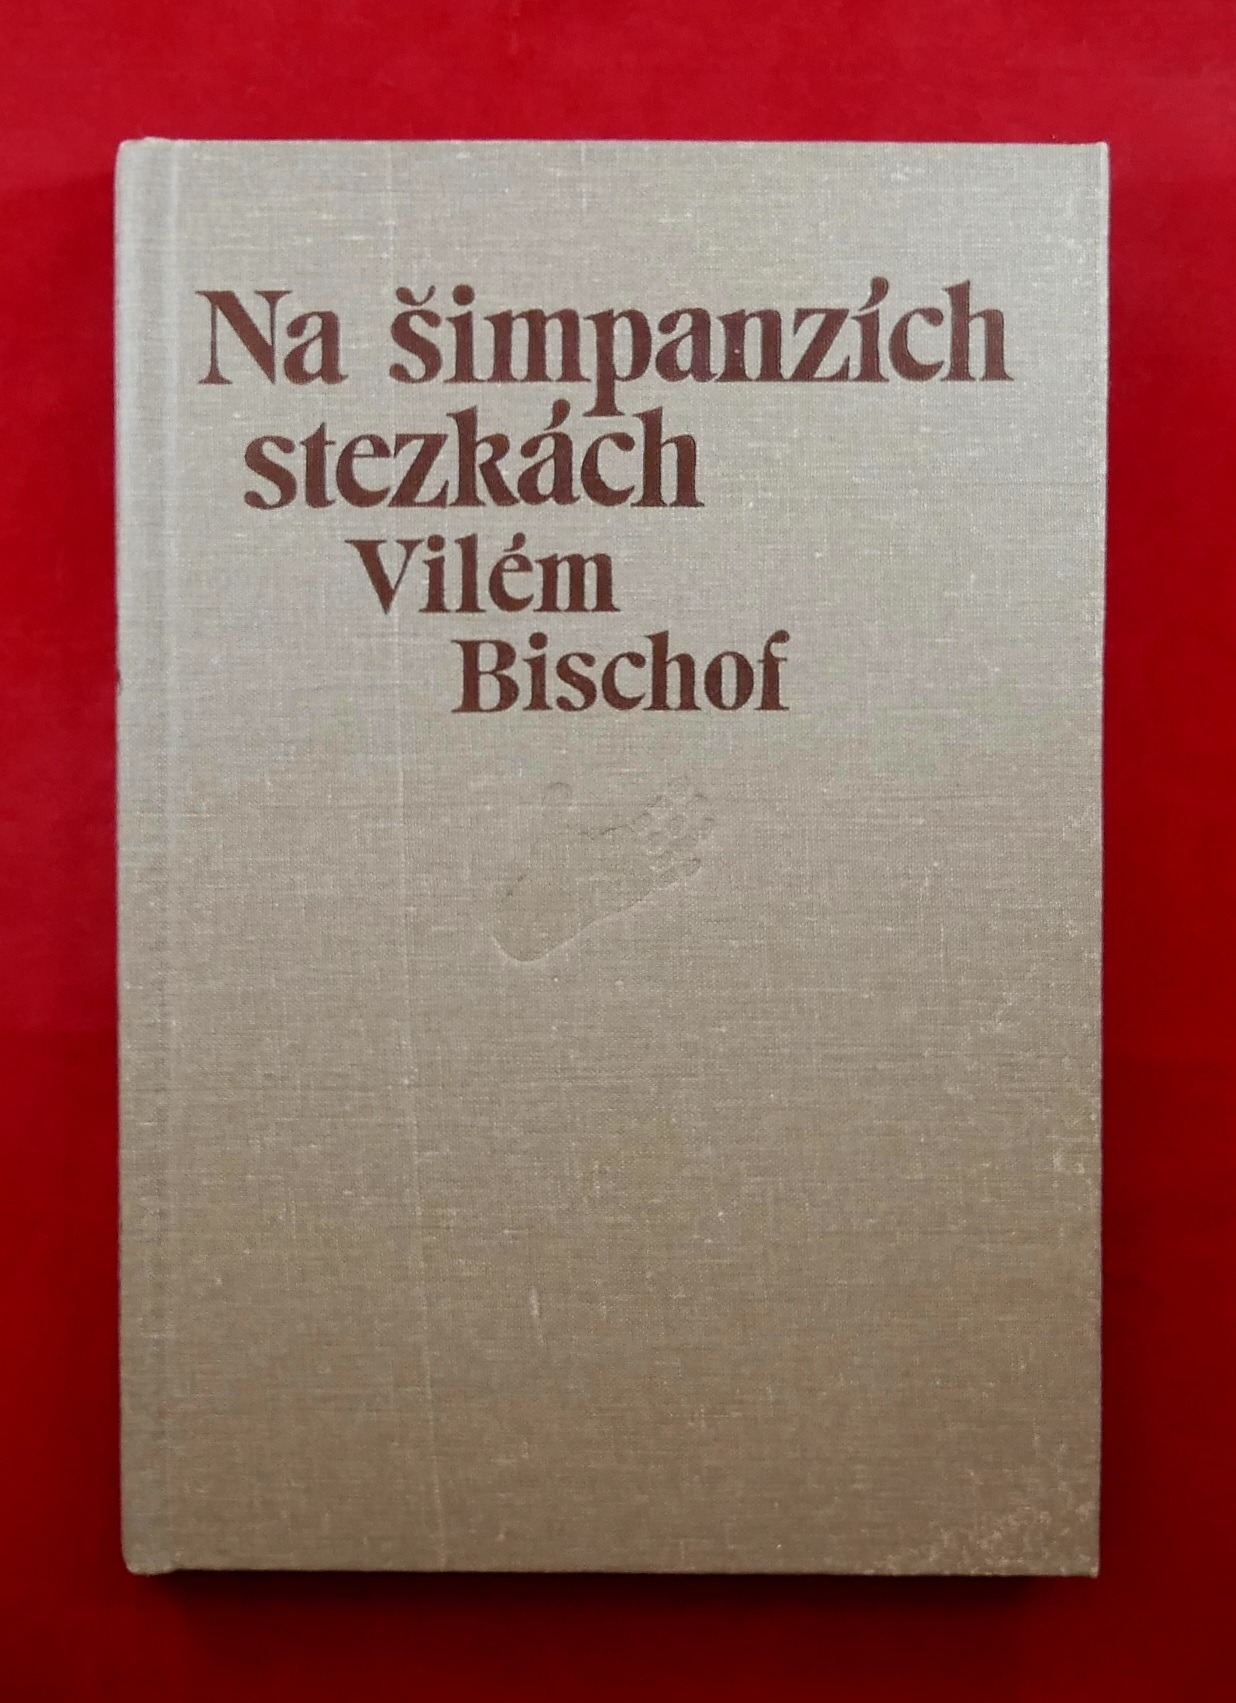 Na šimpanzích
stezkách
Vilém
Bischof